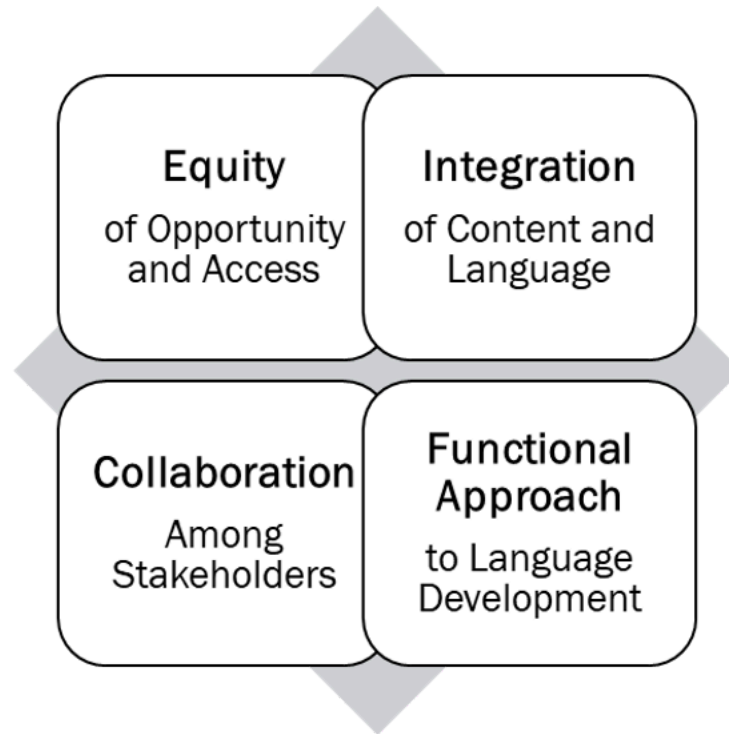 Equity
of Opportunity
and Access
Integration
of Content and
Language
Collaboration
Among
Stakeholders
Functional
Approach
to Language
Development